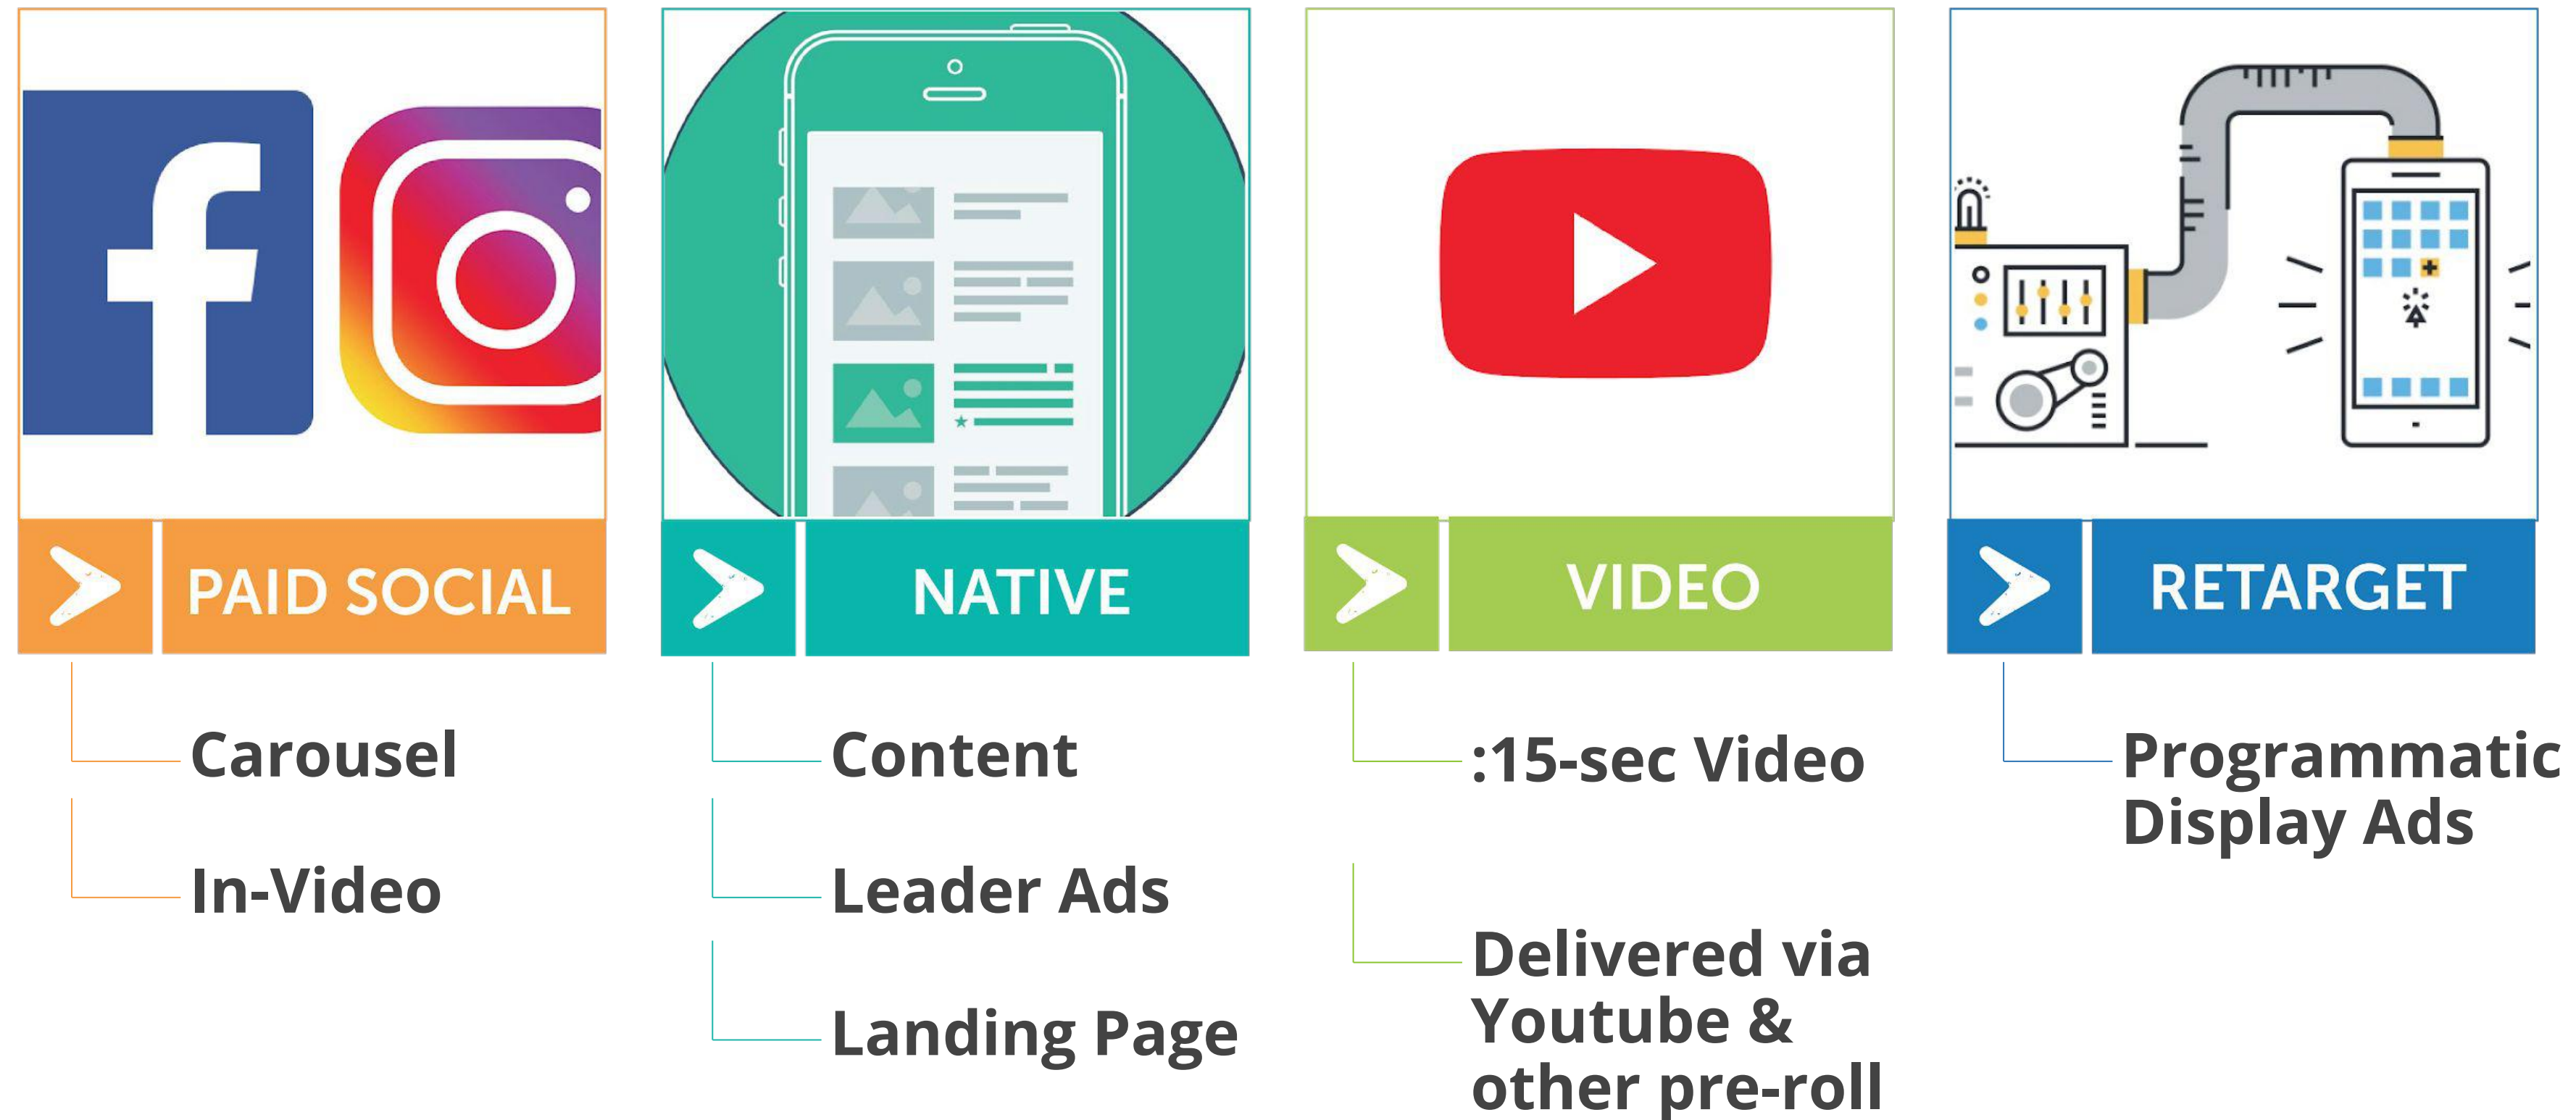 PAID SOCIAL
Carousel
In-Video
NATIVE
Content
Leader Ads
Landing Page
VIDEO
:15-sec Video
Delivered via
Youtube &
other pre-roll
RETARGET
Programmatic
Display Ads